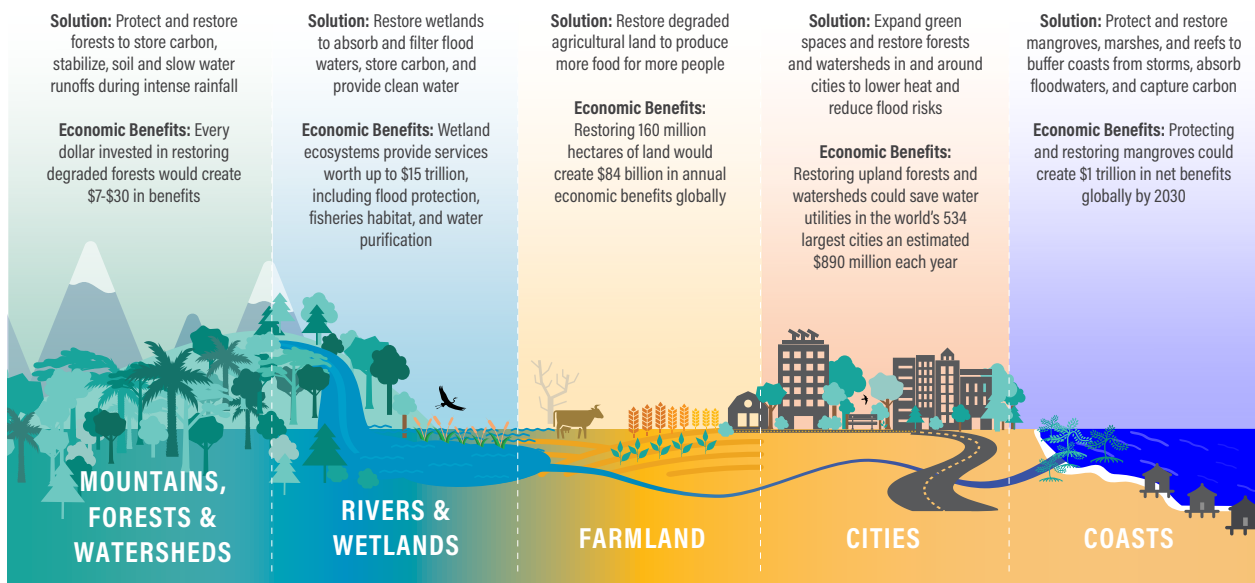 Solution: Protect and restore
forests to store carbon,
stabilize, soil and slow water
runoffs during intense rainfall
Economic Benefits: Every
dollar invested in restoring
degraded forests would create
$7-$30 in benefits
Solution: Restore wetlands
to absorb and filter flood
waters, store carbon, and
provide clean water
Economic Benefits: Wetland
ecosystems provide services
worth up to $15 trillion,
including flood protection,
fisheries habitat, and water
purification
Solution: Restore degraded
agricultural land to produce
more food for more people
Economic Benefits:
Restoring 160 million
hectares of land would
create $84 billion in annual
economic benefits globally
Solution: Expand green
spaces and restore forests
and watersheds in and around
cities to lower heat and
reduce flood risks
Economic Benefits:
Restoring upland forests and
watersheds could save water
utilities in the world's 534
largest cities an estimated
$890 million each year
Solution: Protect and restore
mangroves, marshes, and reefs to
buffer coasts from storms, absorb
floodwaters, and capture carbon
Economic Benefits: Protecting
and restoring mangroves could
create $1 trillion in net benefits
globally by 2030
MOUNTAINS,
FORESTS &
WATERSHEDS
RIVERS &
WETLANDS
FARMLAND
CITIES
COASTS